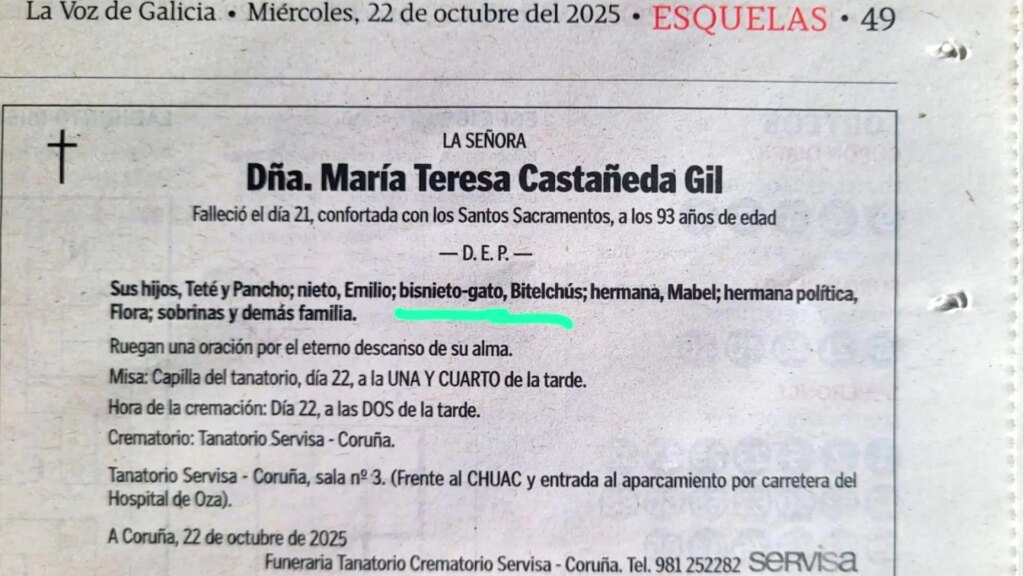 La Voz de Galicia • Miércoles, 22 de octubre del 2025 • ESQUELAS • 49
LA SEÑORA
Dña. María Teresa Castañeda Gil
Falleció el día 21, confortada con los Santos Sacramentos, a los 93 años de edad
— D. E. P. —
Sus hijos, Teté y Pancho; nieto, Emilio; bisnieto-gato, Bitelchús; hermana, Mabel; hermana política,
Flora; sobrinas y demás familia.
Ruegan una oración por el eterno descanso de su alma.
Misa: Capilla del tanatorio, día 22, a la UNA Y CUARTO de la tarde.
Hora de la cremación: Día 22, a las DOS de la tarde.
Crematorio: Tanatorio Servisa - Coruña.
Tanatorio Servisa - Coruña, sala nº 3. (Frente al CHUAC y entrada al aparcamiento por carretera del
Hospital de Oza).
A Coruña, 22 de octubre de 2025
Funeraria Tanatorio Crematorio Servisa - Coruña. Tel. 981 252282 servisa